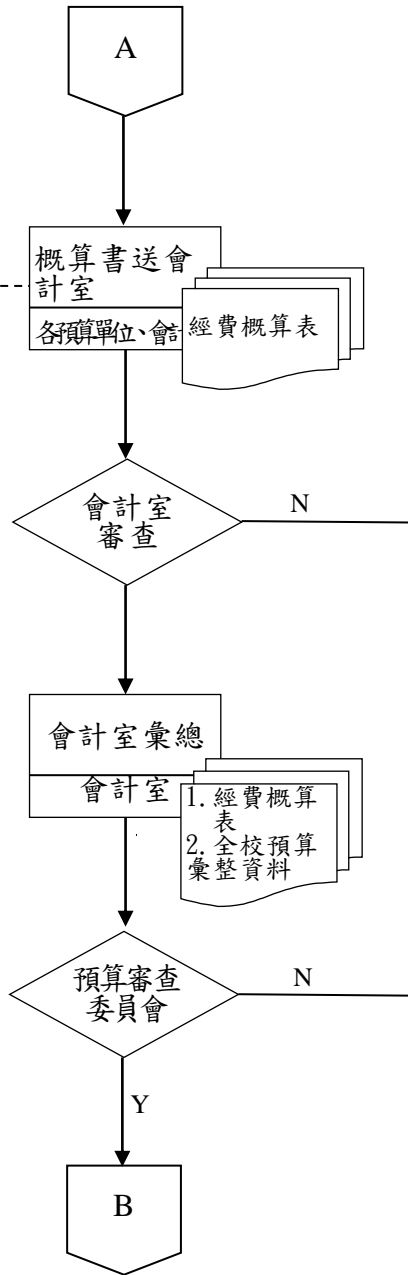 A
概算書送會
計室
各預算單位、會計
經費概算表
會計室
審查
N
會計室彙總
會計室
1. 經費概算
表
2. 全校預算
彙整資料
預算審查
委員會
N
Y
B